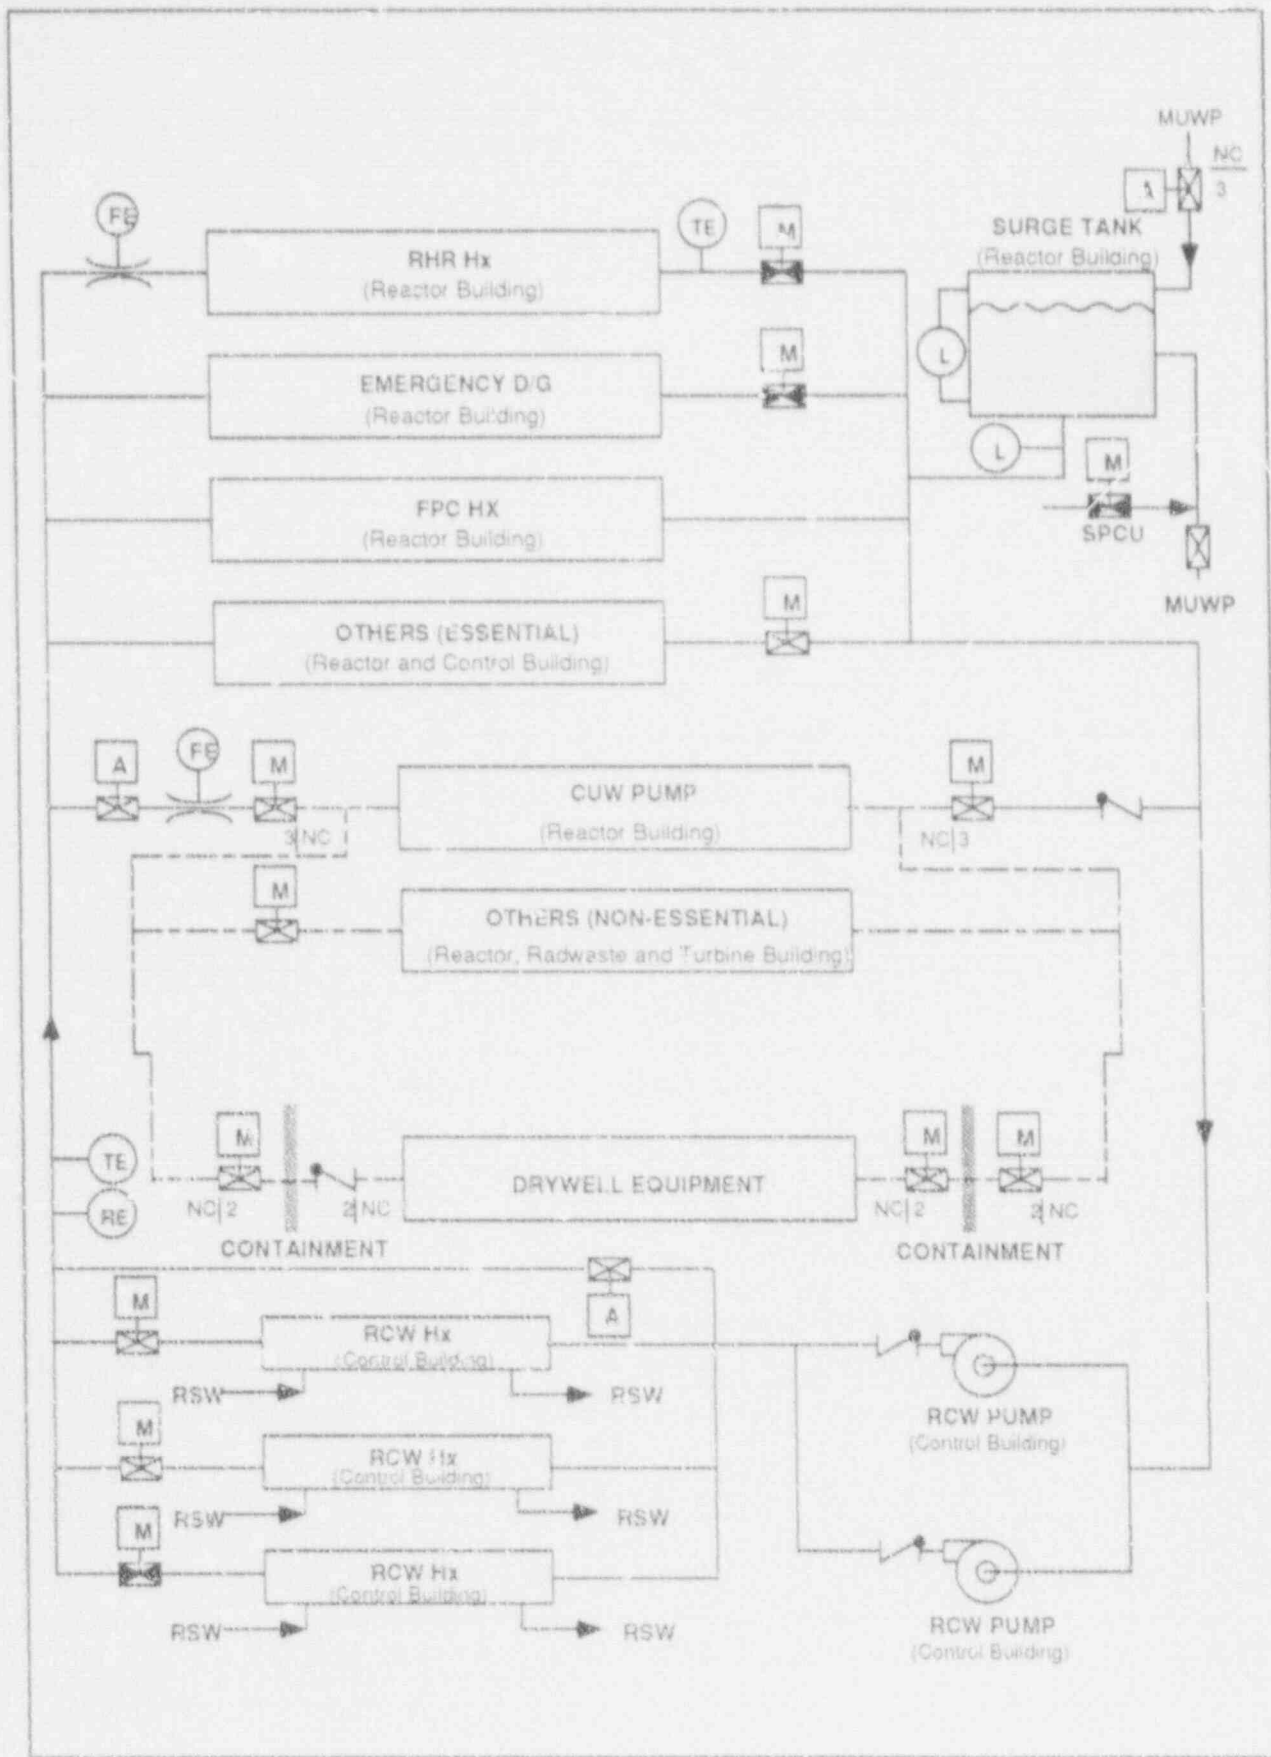 MUWP
NC
3
A
FE
TE
M
SURGE TANK
(Reactor Building)
RHR Hx
(Reactor Building)
L
M
EMERGENCY D/G
(Reactor Building)
L
M
SPCU
MUWP
FPC HX
(Reactor Building)
M
OTHERS (ESSENTIAL)
(Reactor and Control Building)
A
FE
M
3|NC
CUW PUMP
(Reactor Building)
M
NC|3
M
OTHERS (NON-ESSENTIAL)
(Reactor, Radwaste and Turbine Building)
TE
RE
M
NC|2
2|NC
CONTAINMENT
DRYWELL EQUIPMENT
M
M
NC|2
2|NC
CONTAINMENT
A
M
RCW Hx
(Control Building)
RSW
RSW
RCW PUMP
(Control Building)
M
RCW Hx
(Control Building)
RSW
RSW
M
RCW Hx
(Control Building)
RSW
RSW
RCW PUMP
(Control Building)